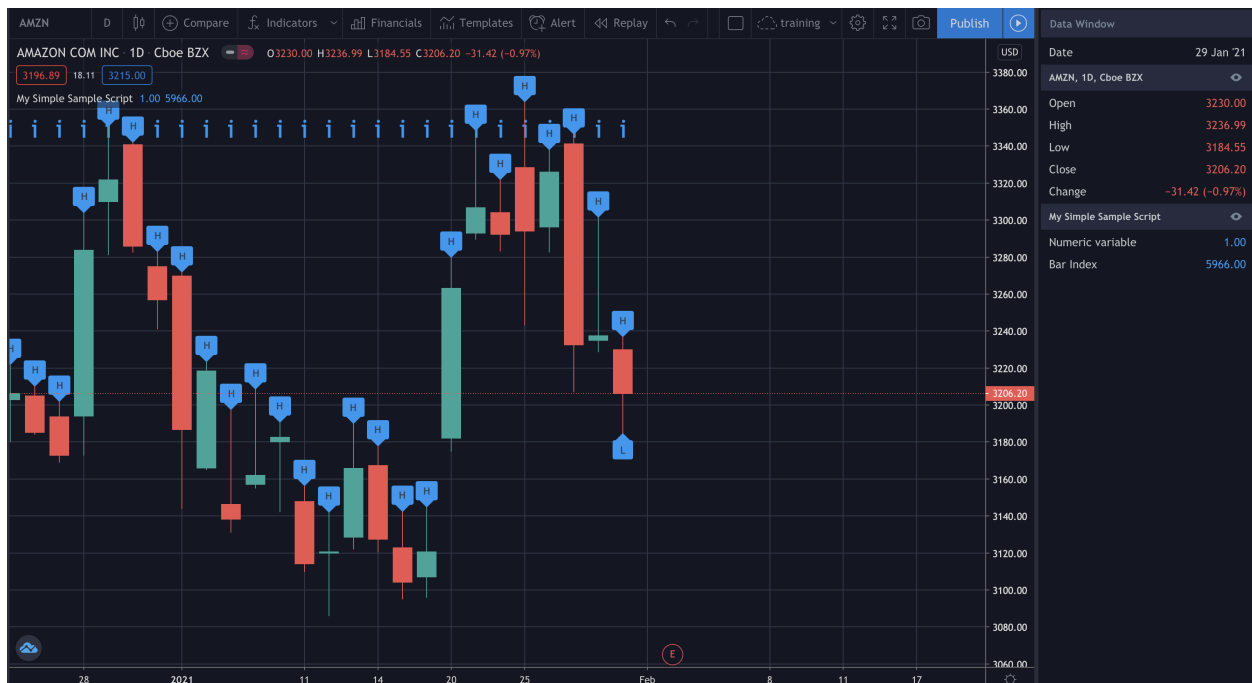 AMZN D Compare Indicators Financials Templates Alert Replay training Publish
AMAZON COM INC · 1D · Cboe BZX O3230.00 H3236.99 L3184.55 C3206.20 −31.42 (−0.97%)
3196.89 18.11 3215.00
My Simple Sample Script 1.00 5966.00
i i i i i i i i i i i i i i i i i i i i i i i i i i
H H H H H H H H H H H H H H H H H H H H H H H H H H
L
USD
3380.00
3360.00
3340.00
3320.00
3300.00
3280.00
3260.00
3240.00
3220.00
3206.20
3200.00
3180.00
3160.00
3140.00
3120.00
3100.00
3080.00
3060.00
E
28 2021 11 14 20 25 Feb 8 11 17
Data Window
Date 29 Jan '21
AMZN, 1D, Cboe BZX
Open 3230.00
High 3236.99
Low 3184.55
Close 3206.20
Change −31.42 (−0.97%)
My Simple Sample Script
Numeric variable 1.00
Bar Index 5966.00